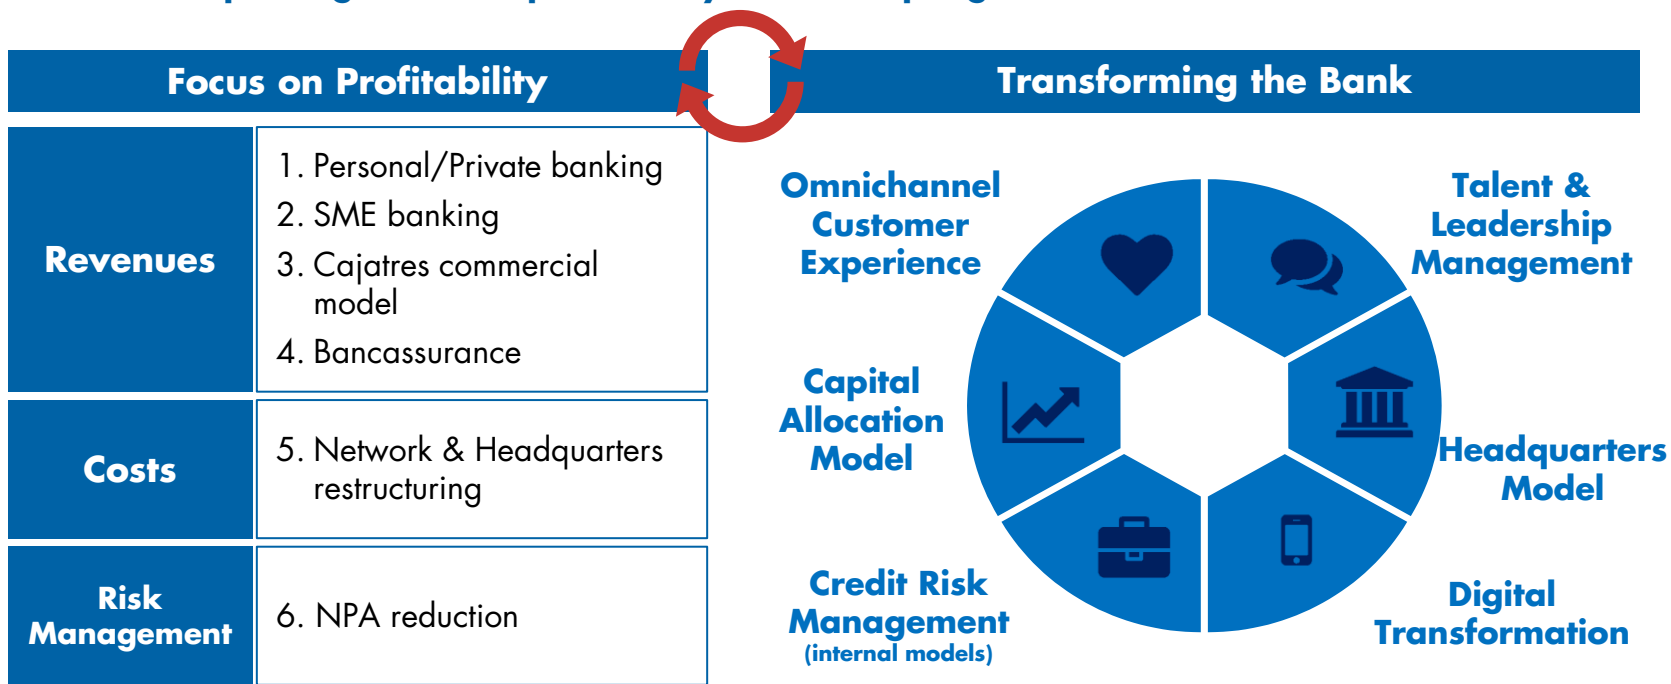 Focus on Profitability
Transforming the Bank
Revenues
1. Personal/Private banking
2. SME banking
3. Cajatres commercial
model
4. Bancassurance
Costs
5. Network & Headquarters
restructuring
Risk
Management
6. NPA reduction
Omnichannel
Customer
Experience
Talent &
Leadership
Management
Capital
Allocation
Model
Headquarters
Model
Credit Risk
Management
(internal models)
Digital
Transformation